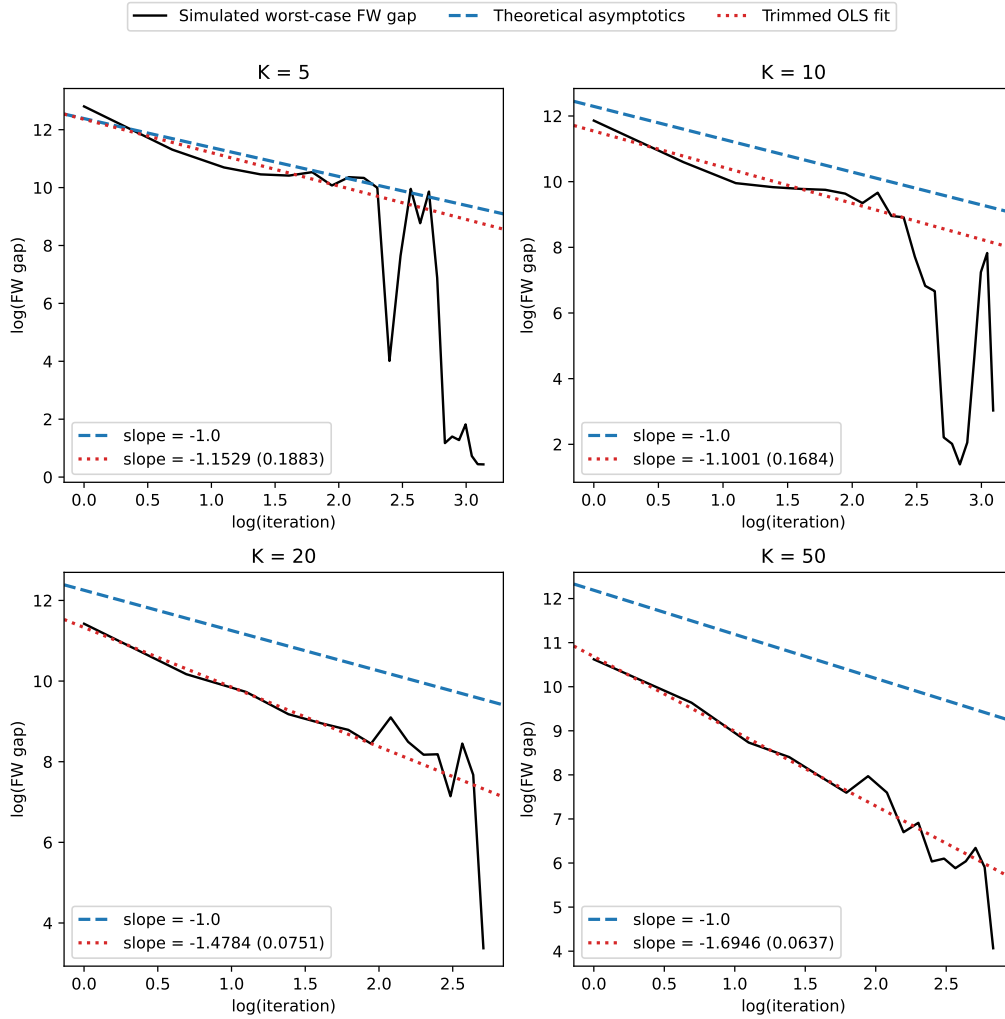 Simulated worst-case FW gap Theoretical asymptotics Trimmed OLS fit
K = 5
12
10
8
6
4
2
0
log(FW gap)
slope = -1.0
slope = -1.1529 (0.1883)
0.0 0.5 1.0 1.5 2.0 2.5 3.0
log(iteration)
K = 10
12
10
8
6
4
2
log(FW gap)
slope = -1.0
slope = -1.1001 (0.1684)
0.0 0.5 1.0 1.5 2.0 2.5 3.0
log(iteration)
K = 20
12
10
8
6
4
log(FW gap)
slope = -1.0
slope = -1.4784 (0.0751)
0.0 0.5 1.0 1.5 2.0 2.5
log(iteration)
K = 50
12
11
10
9
8
7
6
5
4
log(FW gap)
slope = -1.0
slope = -1.6946 (0.0637)
0.0 0.5 1.0 1.5 2.0 2.5
log(iteration)